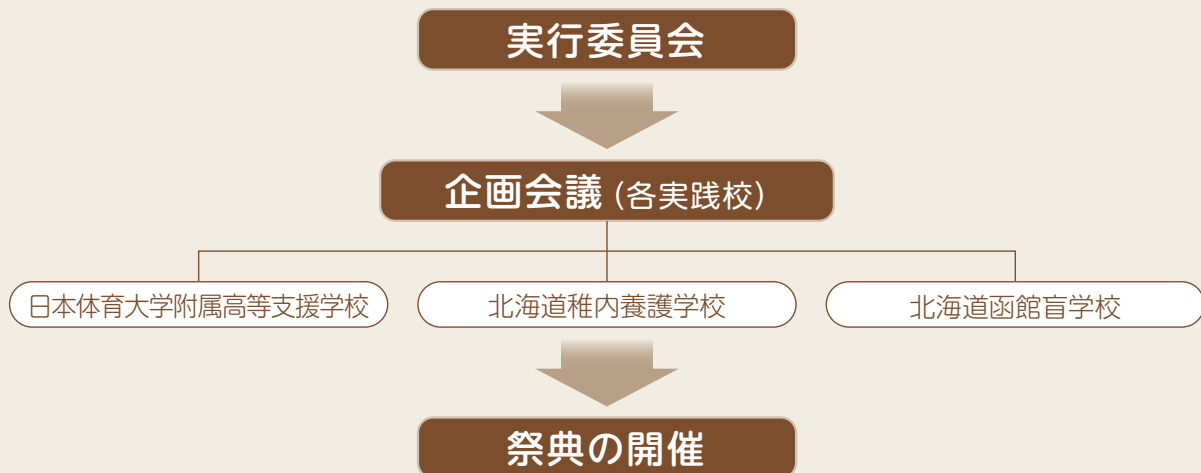 実行委員会
企画会議（各実践校）
日本体育大学附属高等支援学校
北海道稚内養護学校
北海道函館盲学校
祭典の開催